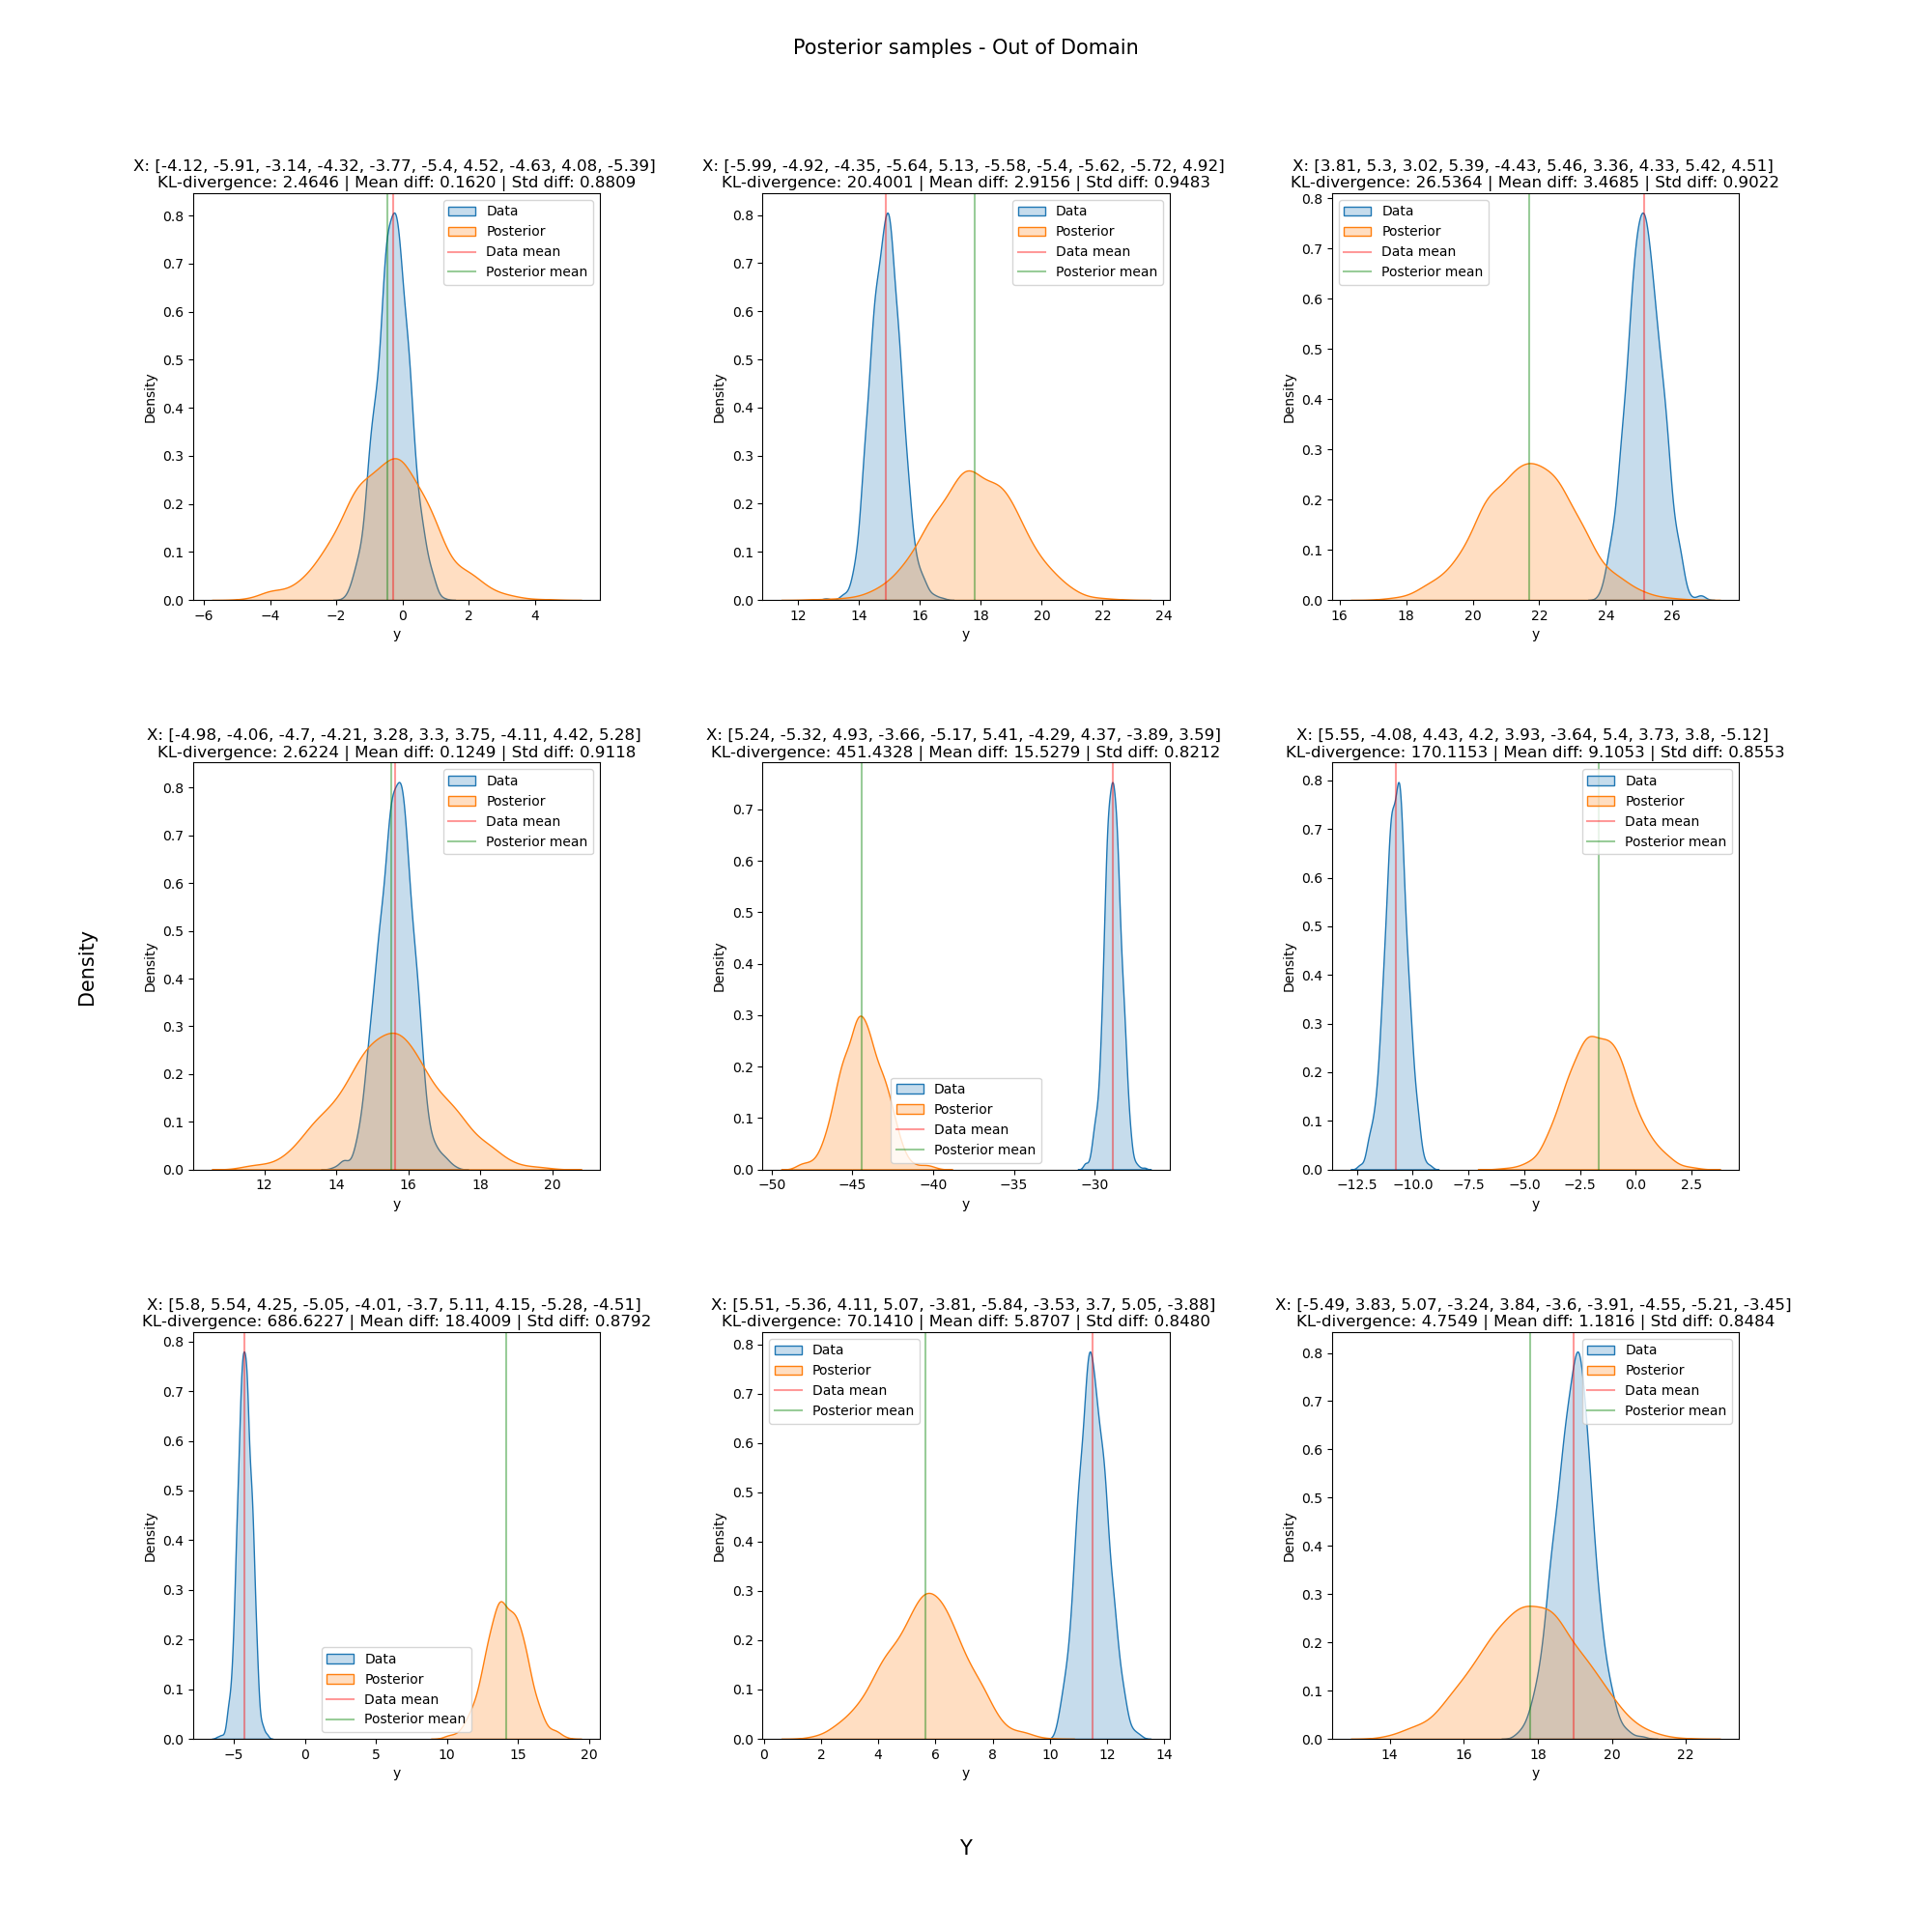 Posterior samples - Out of Domain
X: [-4.12, -5.91, -3.14, -4.32, -3.77, -5.4, 4.52, -4.63, 4.08, -5.39]
KL-divergence: 2.4646 | Mean diff: 0.1620 | Std diff: 0.8809
0.8
0.7
0.6
0.5
0.4
0.3
0.2
0.1
0.0
Density
Data
Posterior
Data mean
Posterior mean
−6 −4 −2 0 2 4
y
X: [-5.99, -4.92, -4.35, -5.64, 5.13, -5.58, -5.4, -5.62, -5.72, 4.92]
KL-divergence: 20.4001 | Mean diff: 2.9156 | Std diff: 0.9483
0.8
0.7
0.6
0.5
0.4
0.3
0.2
0.1
0.0
Density
Data
Posterior
Data mean
Posterior mean
12 14 16 18 20 22 24
y
X: [3.81, 5.3, 3.02, 5.39, -4.43, 5.46, 3.36, 4.33, 5.42, 4.51]
KL-divergence: 26.5364 | Mean diff: 3.4685 | Std diff: 0.9022
0.8
0.7
0.6
0.5
0.4
0.3
0.2
0.1
0.0
Density
Data
Posterior
Data mean
Posterior mean
16 18 20 22 24 26
y
X: [-4.98, -4.06, -4.7, -4.21, 3.28, 3.3, 3.75, -4.11, 4.42, 5.28]
KL-divergence: 2.6224 | Mean diff: 0.1249 | Std diff: 0.9118
0.8
0.7
0.6
0.5
0.4
0.3
0.2
0.1
0.0
Density
Data
Posterior
Data mean
Posterior mean
12 14 16 18 20
y
X: [5.24, -5.32, 4.93, -3.66, -5.17, 5.41, -4.29, 4.37, -3.89, 3.59]
KL-divergence: 451.4328 | Mean diff: 15.5279 | Std diff: 0.8212
0.7
0.6
0.5
0.4
0.3
0.2
0.1
0.0
Density
Data
Posterior
Data mean
Posterior mean
−50 −45 −40 −35 −30
y
X: [5.55, -4.08, 4.43, 4.2, 3.93, -3.64, 5.4, 3.73, 3.8, -5.12]
KL-divergence: 170.1153 | Mean diff: 9.1053 | Std diff: 0.8553
0.8
0.7
0.6
0.5
0.4
0.3
0.2
0.1
0.0
Density
Data
Posterior
Data mean
Posterior mean
−12.5 −10.0 −7.5 −5.0 −2.5 0.0 2.5
y
Density
X: [5.8, 5.54, 4.25, -5.05, -4.01, -3.7, 5.11, 4.15, -5.28, -4.51]
KL-divergence: 686.6227 | Mean diff: 18.4009 | Std diff: 0.8792
0.8
0.7
0.6
0.5
0.4
0.3
0.2
0.1
0.0
Density
Data
Posterior
Data mean
Posterior mean
−5 0 5 10 15 20
y
X: [5.51, -5.36, 4.11, 5.07, -3.81, -5.84, -3.53, 3.7, 5.05, -3.88]
KL-divergence: 70.1410 | Mean diff: 5.8707 | Std diff: 0.8480
0.8
0.7
0.6
0.5
0.4
0.3
0.2
0.1
0.0
Density
Data
Posterior
Data mean
Posterior mean
0 2 4 6 8 10 12 14
y
X: [-5.49, 3.83, 5.07, -3.24, 3.84, -3.6, -3.91, -4.55, -5.21, -3.45]
KL-divergence: 4.7549 | Mean diff: 1.1816 | Std diff: 0.8484
0.8
0.7
0.6
0.5
0.4
0.3
0.2
0.1
0.0
Density
Data
Posterior
Data mean
Posterior mean
14 16 18 20 22
y
Y